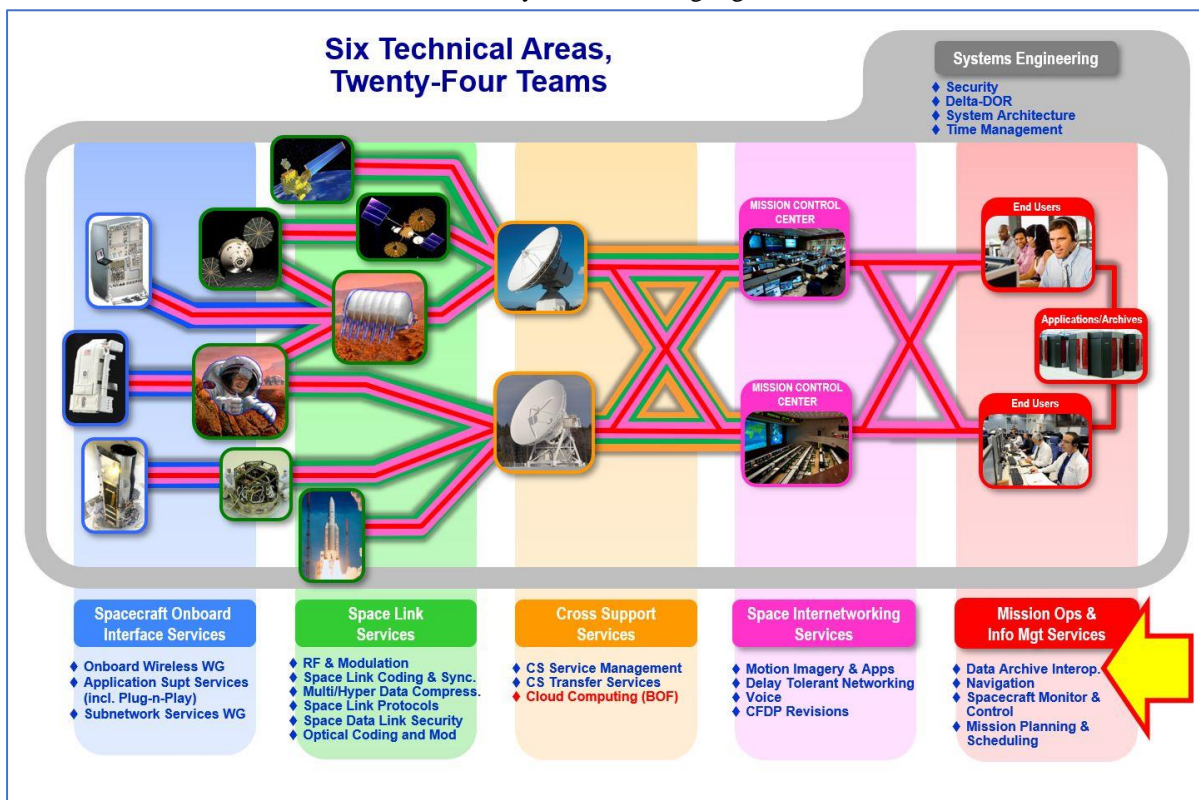 Six Technical Areas,
Twenty-Four Teams
Systems Engineering
♦ Security
♦ Delta-DOR
♦ System Architecture
♦ Time Management
MISSION CONTROL
CENTER
End Users
Applications/Archives
MISSION CONTROL
CENTER
End Users
Spacecraft Onboard
Interface Services
♦ Onboard Wireless WG
♦ Application Supt Services
(incl. Plug-n-Play)
♦ Subnetwork Services WG
Space Link
Services
♦ RF & Modulation
♦ Space Link Coding & Sync.
♦ Multi/Hyper Data Compress.
♦ Space Link Protocols
♦ Space Data Link Security
♦ Optical Coding and Mod
Cross Support
Services
♦ CS Service Management
♦ CS Transfer Services
♦ Cloud Computing (BOF)
Space Internetworking
Services
♦ Motion Imagery & Apps
♦ Delay Tolerant Networking
♦ Voice
♦ CFDP Revisions
Mission Ops &
Info Mgt Services
♦ Data Archive Interop.
♦ Navigation
♦ Spacecraft Monitor &
Control
♦ Mission Planning &
Scheduling